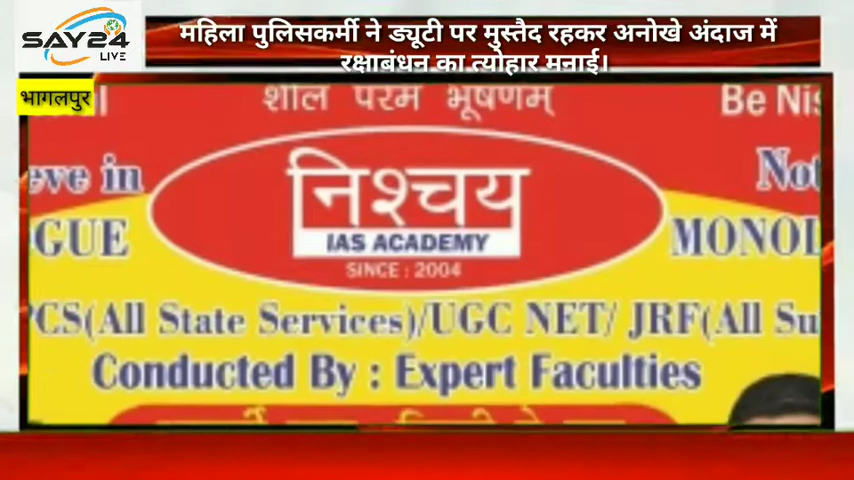 SAY24
LIVE
महिला पुलिसकर्मी ने ड्यूटी पर मुस्तैद रहकर अनोखे अंदाज में
रक्षाबंधन का त्योहार मनाई।
भागलपुर
शील परम भूषणम्
Be Nis
eve in
Not
निश्चय
GUE
MONOL
IAS ACADEMY
SINCE : 2004
PCS(All State Services)/UGC NET/ JRF(All Su
Conducted By : Expert Faculties